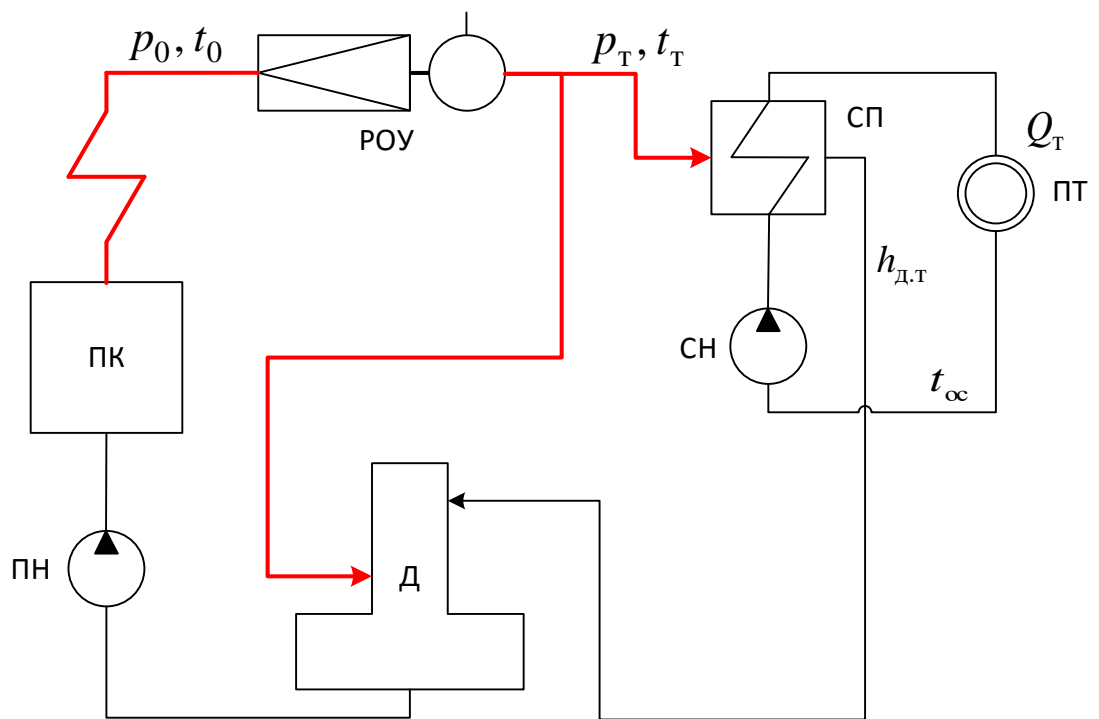 p₀, t₀
pт, tт
РОУ
СП
Qт
ПТ
hд.т
ПК
СН
tос
ПН
Д